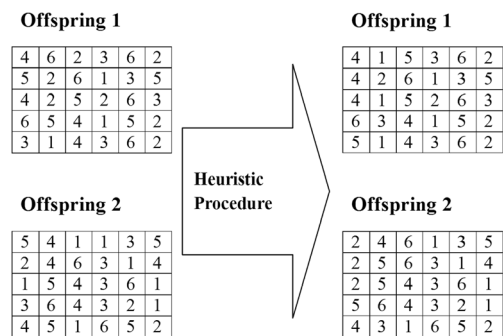 Offspring 1
4 6 2 3 6 2
5 2 6 1 3 5
4 2 5 2 6 3
6 5 4 1 5 2
3 1 4 3 6 2
Offspring 2
5 4 1 1 3 5
2 4 6 3 1 4
1 5 4 3 6 1
3 6 4 3 2 1
4 5 1 6 5 2
Heuristic
Procedure
Offspring 1
4 1 5 3 6 2
4 2 6 1 3 5
4 1 5 2 6 3
6 3 4 1 5 2
5 1 4 3 6 2
Offspring 2
2 4 6 1 3 5
2 5 6 3 1 4
2 5 4 3 6 1
5 6 4 3 2 1
4 3 1 6 5 2